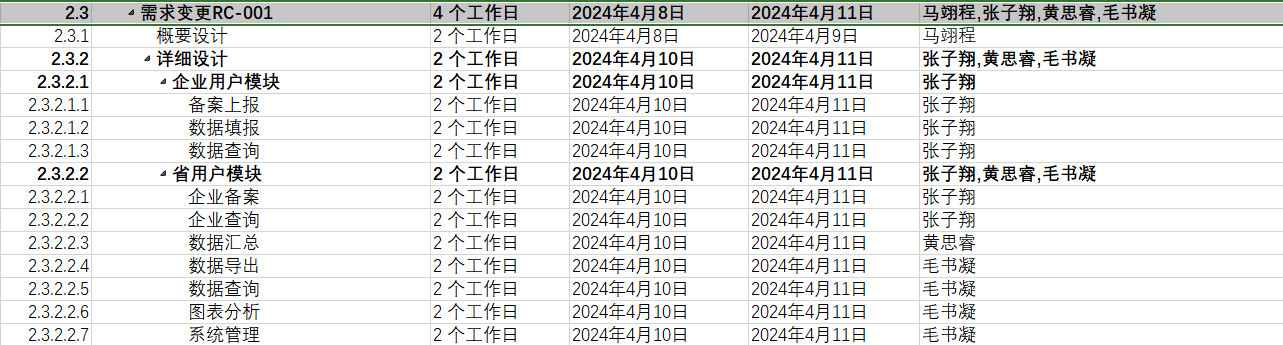 2.3 需求变更RC-001 4 个工作日 2024年4月8日 2024年4月11日 马翊程,张子翔,黄思睿,毛书凝
2.3.1 概要设计 2 个工作日 2024年4月8日 2024年4月9日 马翊程
2.3.2 详细设计 2 个工作日 2024年4月10日 2024年4月11日 张子翔,黄思睿,毛书凝
2.3.2.1 企业用户模块 2 个工作日 2024年4月10日 2024年4月11日 张子翔
2.3.2.1.1 备案上报 2 个工作日 2024年4月10日 2024年4月11日 张子翔
2.3.2.1.2 数据填报 2 个工作日 2024年4月10日 2024年4月11日 张子翔
2.3.2.1.3 数据查询 2 个工作日 2024年4月10日 2024年4月11日 张子翔
2.3.2.2 省用户模块 2 个工作日 2024年4月10日 2024年4月11日 张子翔,黄思睿,毛书凝
2.3.2.2.1 企业备案 2 个工作日 2024年4月10日 2024年4月11日 张子翔
2.3.2.2.2 企业查询 2 个工作日 2024年4月10日 2024年4月11日 张子翔
2.3.2.2.3 数据汇总 2 个工作日 2024年4月10日 2024年4月11日 黄思睿
2.3.2.2.4 数据导出 2 个工作日 2024年4月10日 2024年4月11日 毛书凝
2.3.2.2.5 数据查询 2 个工作日 2024年4月10日 2024年4月11日 毛书凝
2.3.2.2.6 图表分析 2 个工作日 2024年4月10日 2024年4月11日 毛书凝
2.3.2.2.7 系统管理 2 个工作日 2024年4月10日 2024年4月11日 毛书凝